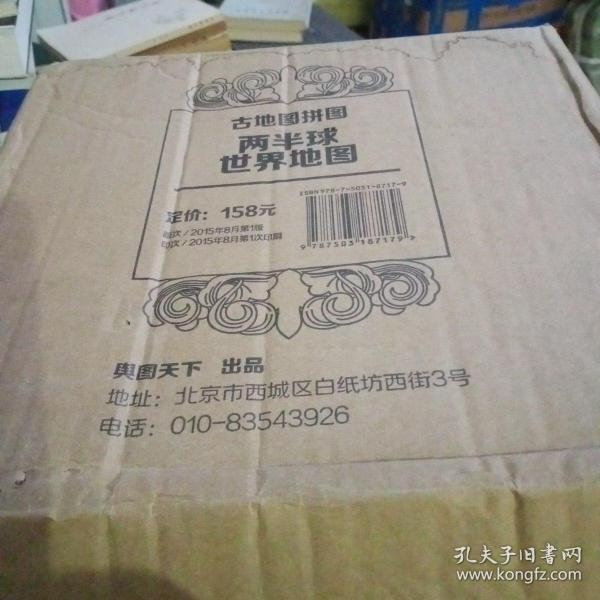 古地图拼图
两半球
世界地图
ISBN 978-7-5031-8717-9
定价：158元
版次/2015年8月第1版
印次/2015年8月第1次印刷
9 787503 187179 >
舆图天下 出品
地址：北京市西城区白纸坊西街3号
电话：010-83543926
孔夫子旧书网
www.kongfz.com